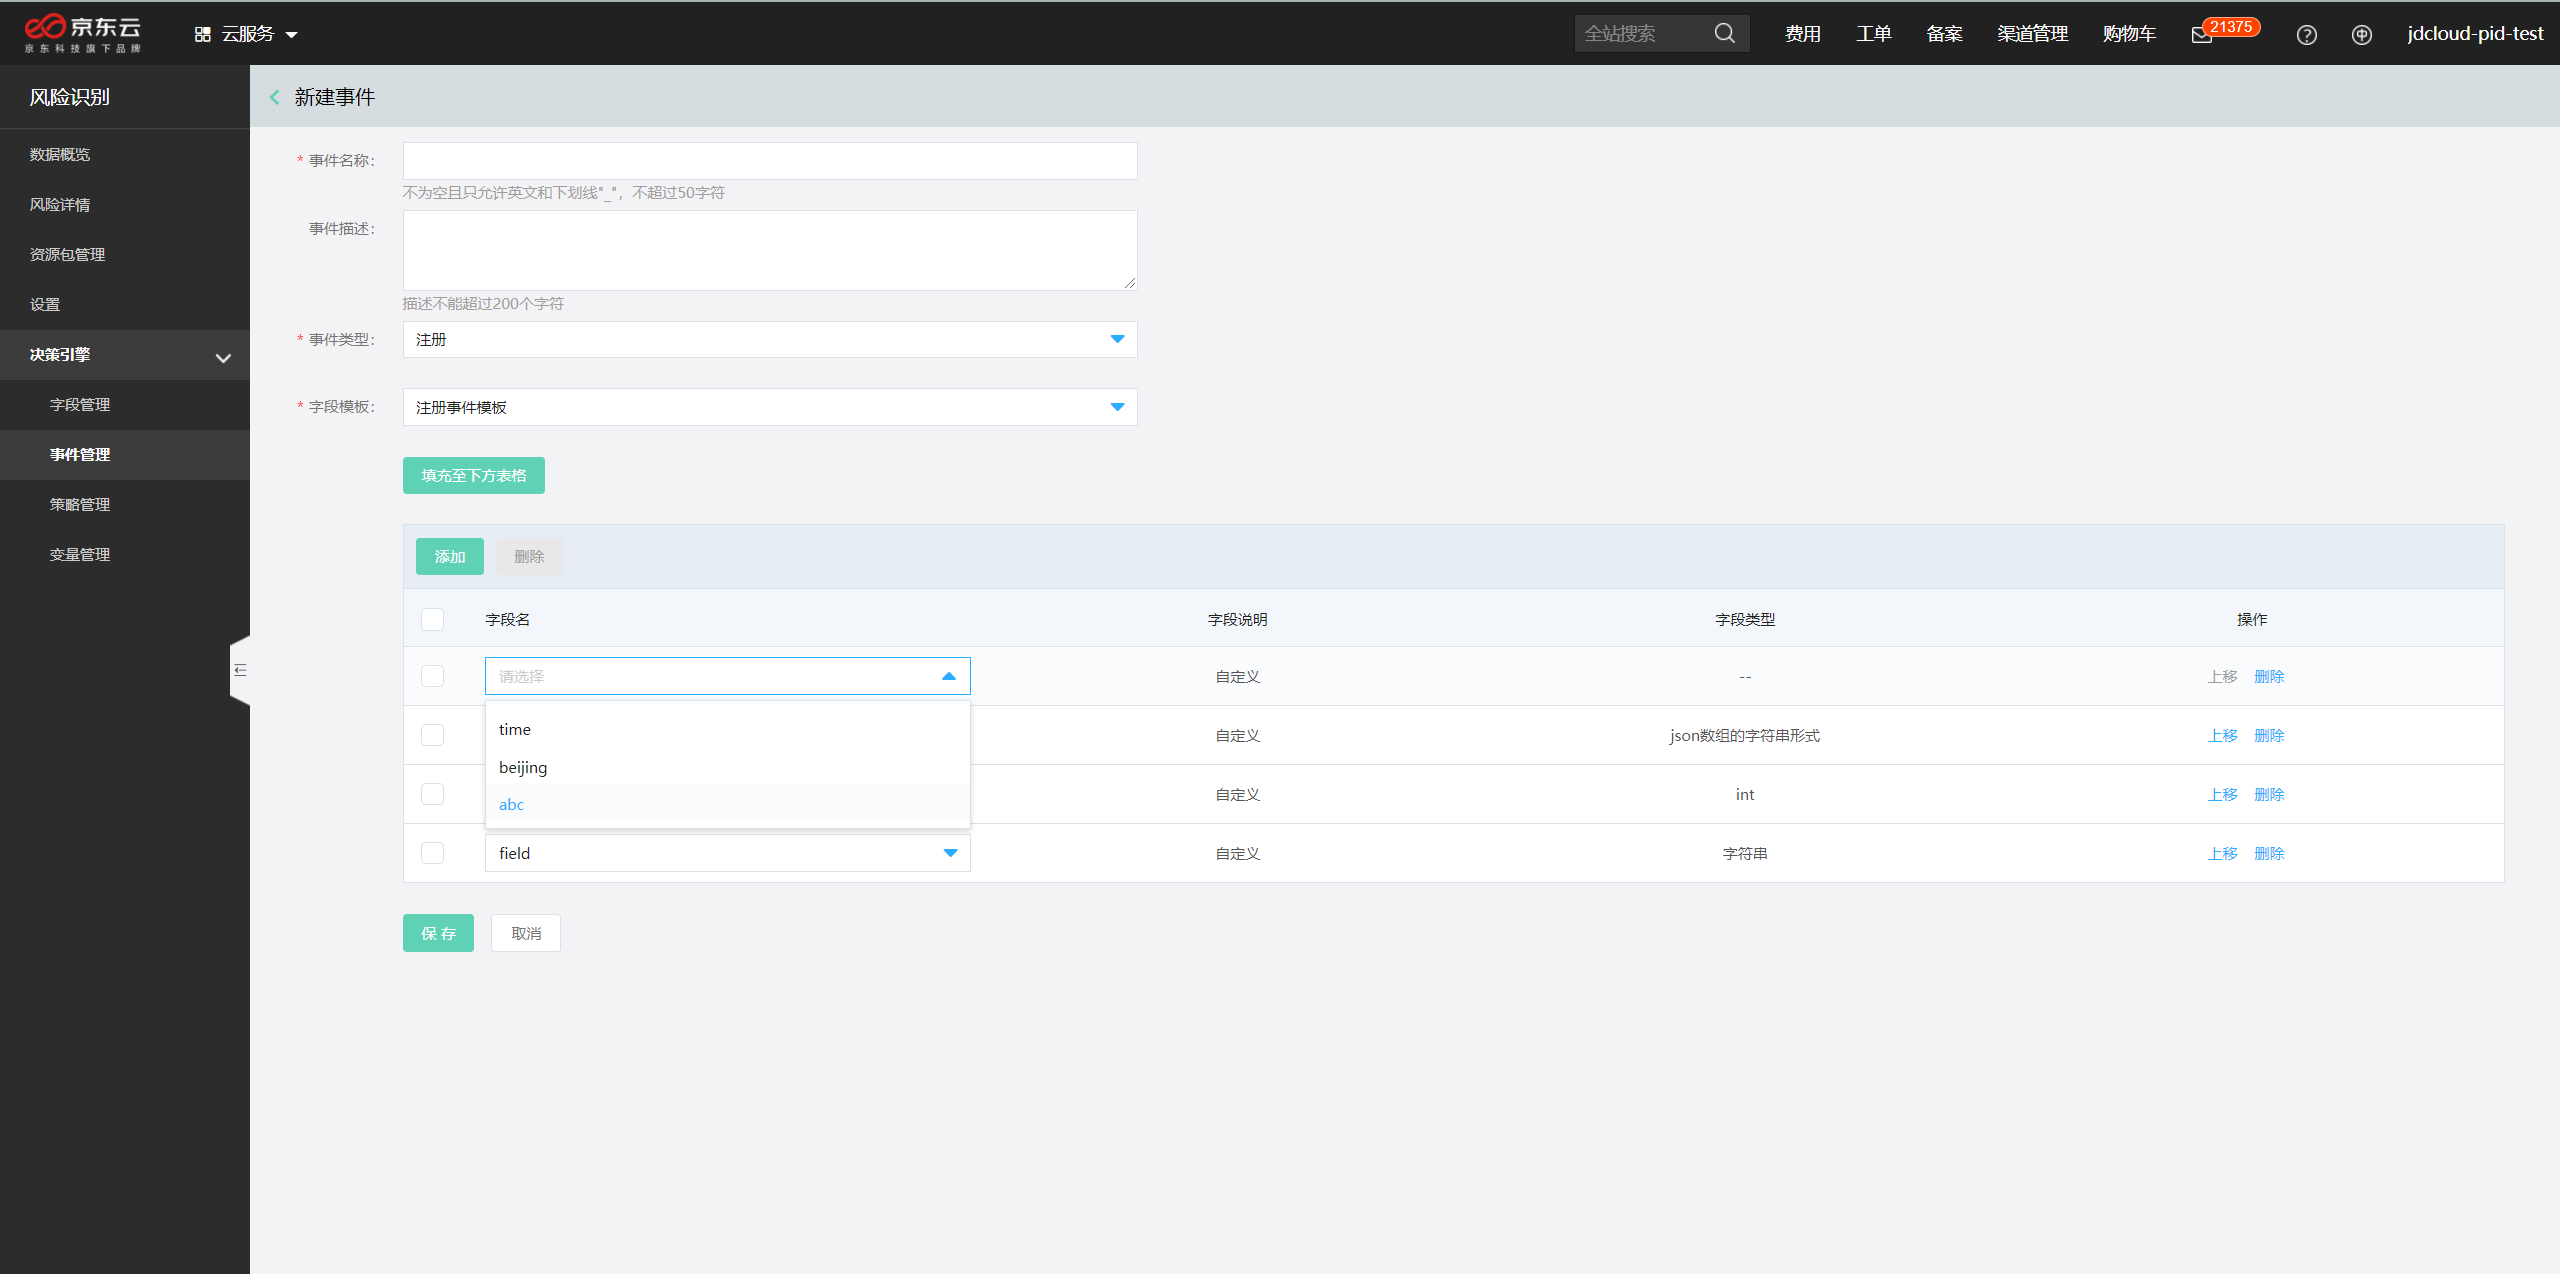 京东云
京东科技旗下品牌
云服务
全站搜索
费用
工单
备案
渠道管理
购物车
21375
jdcloud-pid-test
风险识别
数据概览
风险详情
资源包管理
设置
决策引擎
字段管理
事件管理
策略管理
变量管理
新建事件
* 事件名称:
不为空且只允许英文和下划线"_"，不超过50字符
事件描述:
描述不能超过200个字符
* 事件类型: 注册
* 字段模板: 注册事件模板
填充至下方表格
添加 删除
字段名 字段说明 字段类型 操作
请选择 自定义 -- 上移 删除
time
自定义 json数组的字符串形式 上移 删除
beijing
自定义 int 上移 删除
abc
field 自定义 字符串 上移 删除
保 存 取消